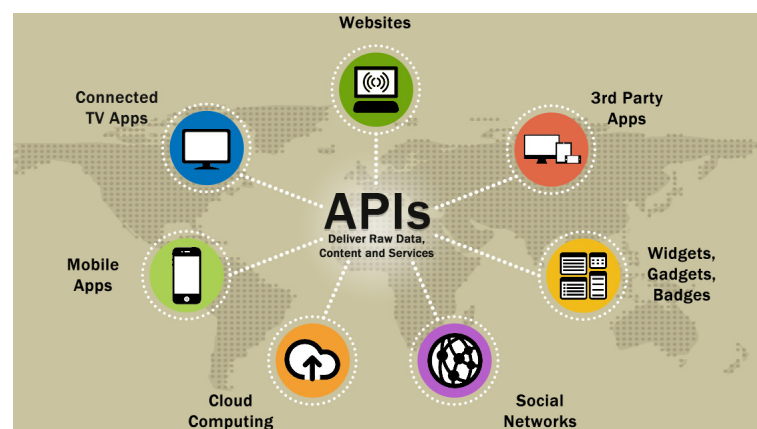 Websites
Connected
TV Apps
3rd Party
Apps
APIs
Deliver Raw Data,
Content and Services
Mobile
Apps
Widgets,
Gadgets,
Badges
Cloud
Computing
Social
Networks